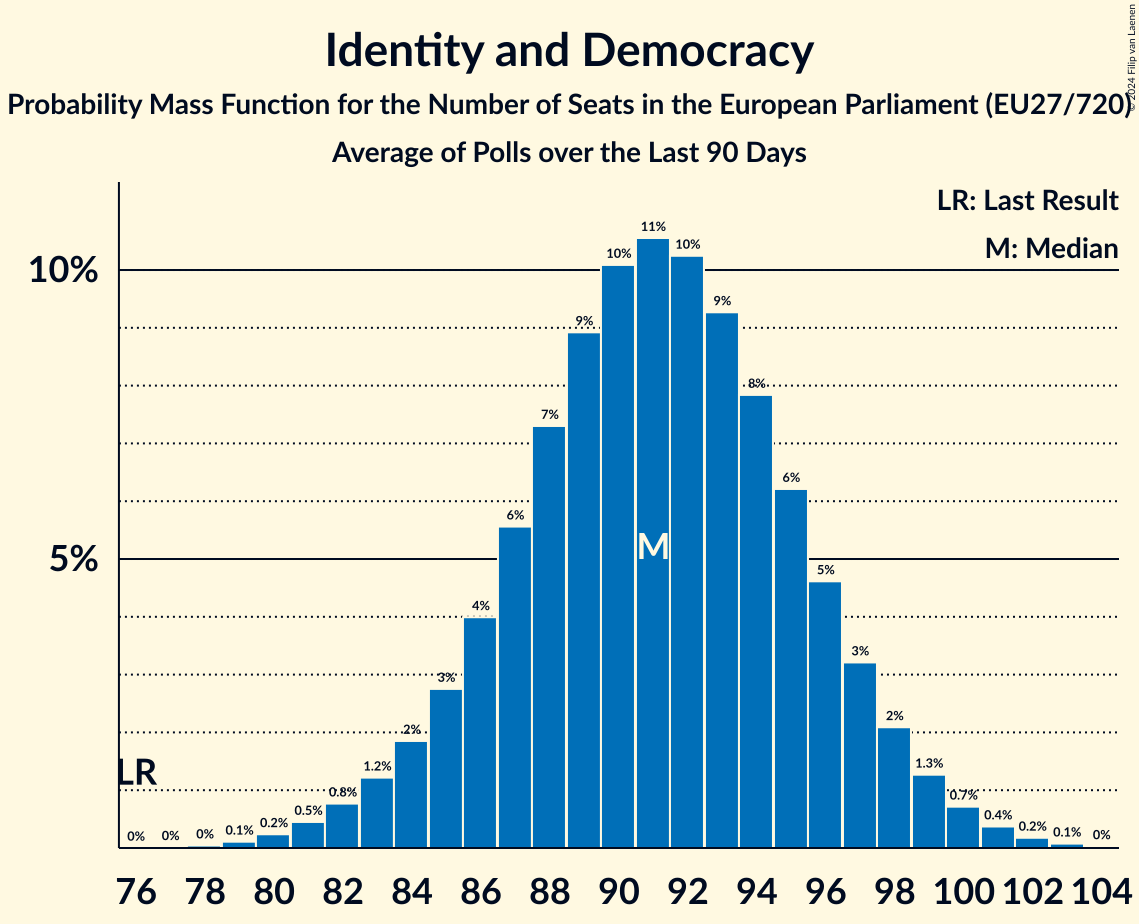 Identity and Democracy
Probability Mass Function for the Number of Seats in the European Parliament (EU27/720)
Average of Polls over the Last 90 Days
© 2024 Filip van Laenen
LR: Last Result
M: Median
10%
5%
0% 0% 0% 0.1% 0.2% 0.5% 0.8% 1.2% 2% 3% 4% 6% 7% 9% 10% 11% 10% 9% 8% 6% 5% 3% 2% 1.3% 0.7% 0.4% 0.2% 0.1% 0%
M
LR
76 78 80 82 84 86 88 90 92 94 96 98 100 102 104